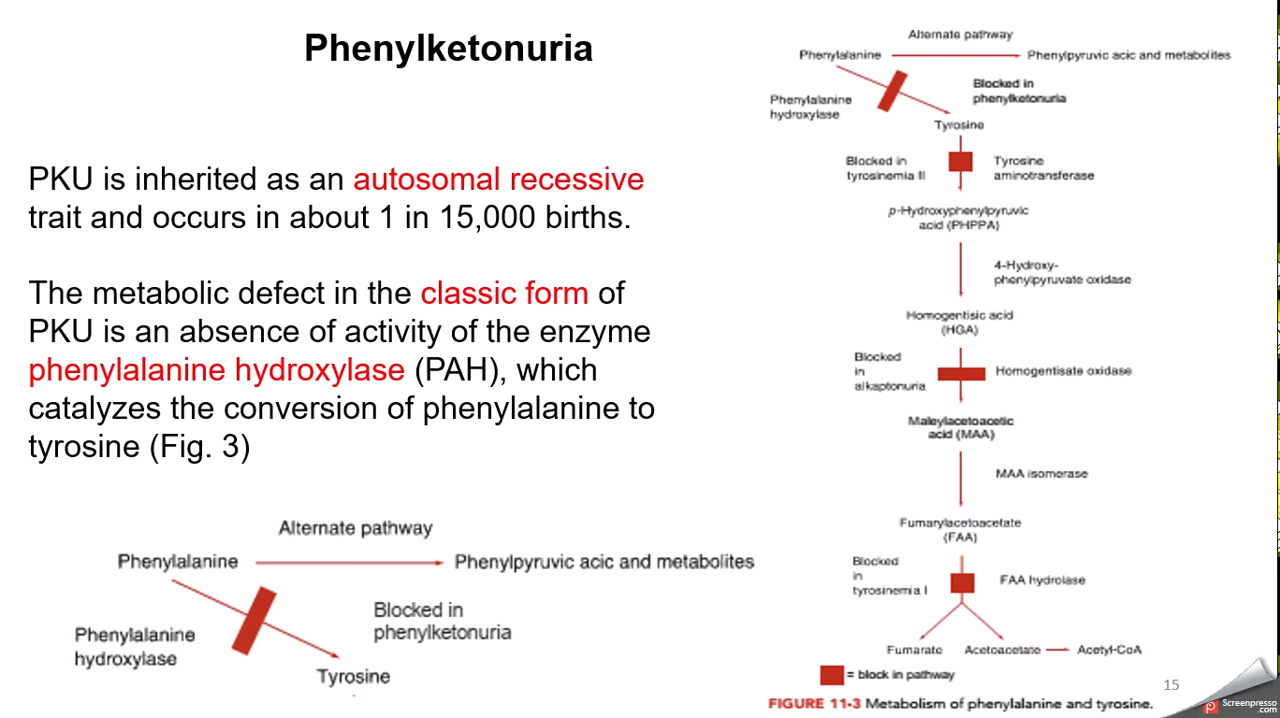 Phenylketonuria
PKU is inherited as an autosomal recessive
trait and occurs in about 1 in 15,000 births.
The metabolic defect in the classic form of
PKU is an absence of activity of the enzyme
phenylalanine hydroxylase (PAH), which
catalyzes the conversion of phenylalanine to
tyrosine (Fig. 3)
Alternate pathway
Phenylalanine
Phenylpyruvic acic and metabolites
Phenylalanine
hydroxylase
Blocked in
phenylketonuria
Tyrosine
Alternate pathway
Phenylalanine
Phenylpyruvic acic and metabolites
Phenylalanine
hydroxylase
Blocked in
phenylketonuria
Tyrosine
Blocked in
tyrosinemia II
Tyrosine
aminotransferase
p-Hydroxyphenylpyruvic
acid (PHPPA)
4-Hydroxy-
phenylpyruvate oxidase
Homogentisic acid
(HGA)
Blocked
in
alkaptonuria
Homogentisate oxidase
Maleylacetoacetic
acid (MAA)
MAA isomerase
Fumarylacetoacetate
(FAA)
Blocked
in
tyrosinemia I
FAA hydrolase
Fumarate
Acetoacetate
Acetyl-CoA
= block in pathway
FIGURE 11-3 Metabolism of phenylalanine and tyrosine.
15
Screenpresso
.com